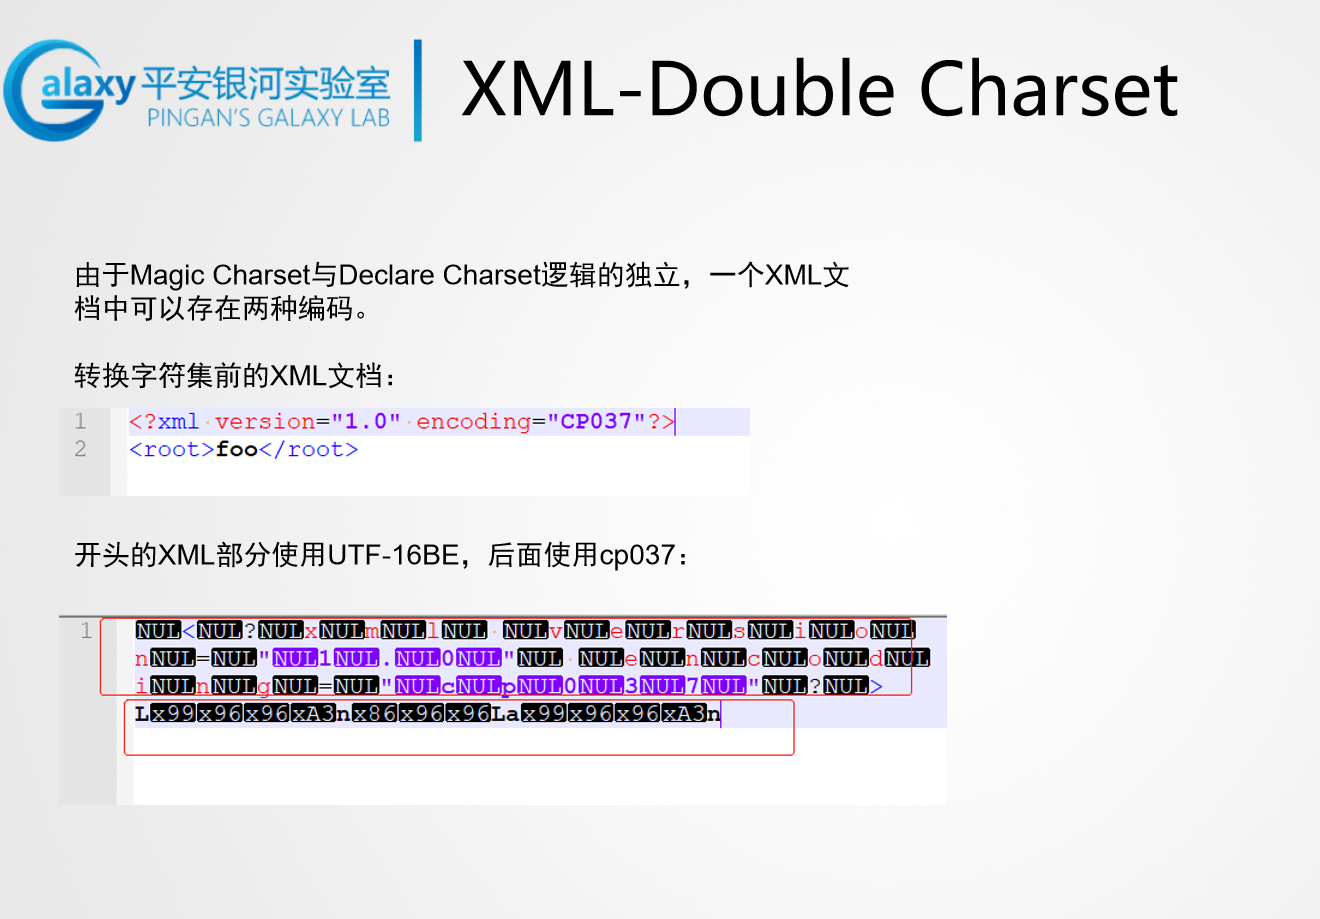 Galaxy 平安银河实验室
PINGAN'S GALAXY LAB
XML-Double Charset
由于Magic Charset与Declare Charset逻辑的独立，一个XML文
档中可以存在两种编码。
转换字符集前的XML文档：
1 <?xml version="1.0" encoding="CP037"?>
2 <root>foo</root>
开头的XML部分使用UTF-16BE，后面使用cp037：
1 NUL<NUL?NULxNULmNULlNUL NULvNULeNULrNULsNULiNULoNUL
nNUL=NUL"NUL1NUL.NUL0NUL"NUL NULeNULnNULcNULoNULdNUL
iNULnNULgNUL=NUL"NULcNULpNUL0NUL3NUL7NUL"NUL?NUL>
Lx99x96x96xA3nx86x96x96Lax99x96x96xA3n